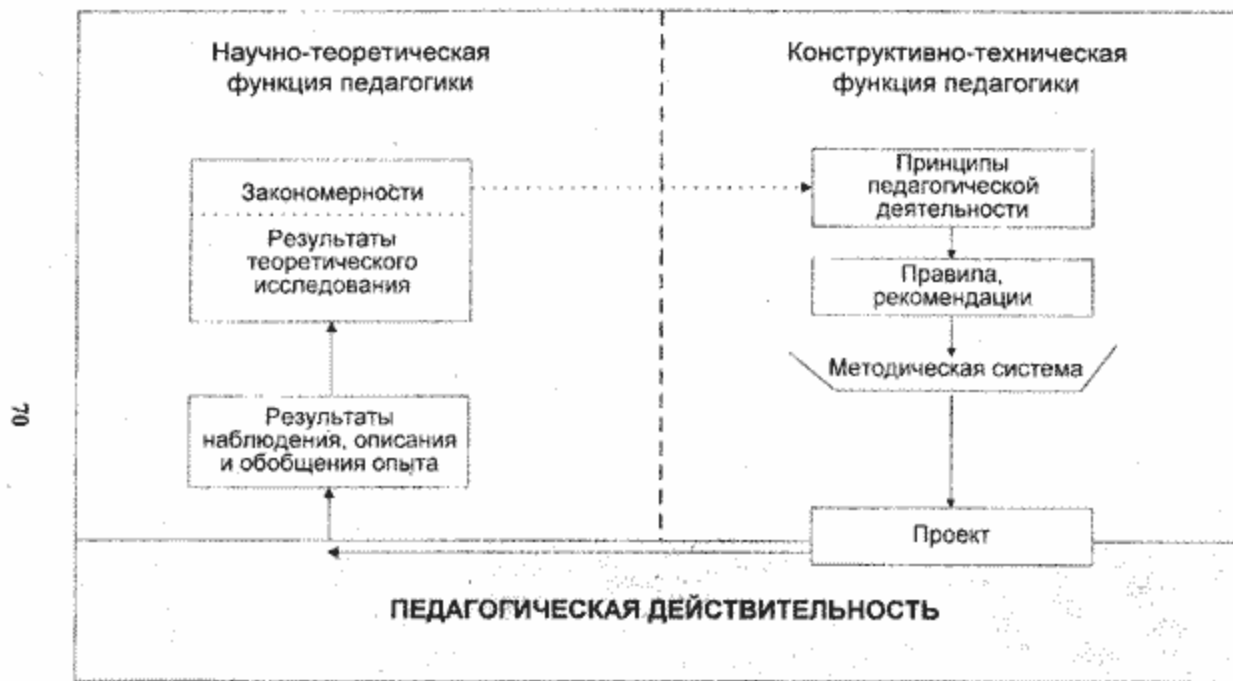 Научно-теоретическая
функция педагогики
Закономерности
Результаты
теоретического
исследования
Результаты
наблюдения, описания
и обобщения опыта
Конструктивно-техническая
функция педагогики
Принципы
педагогической
деятельности
Правила,
рекомендации
Методическая система
Проект
ПЕДАГОГИЧЕСКАЯ ДЕЙСТВИТЕЛЬНОСТЬ
70